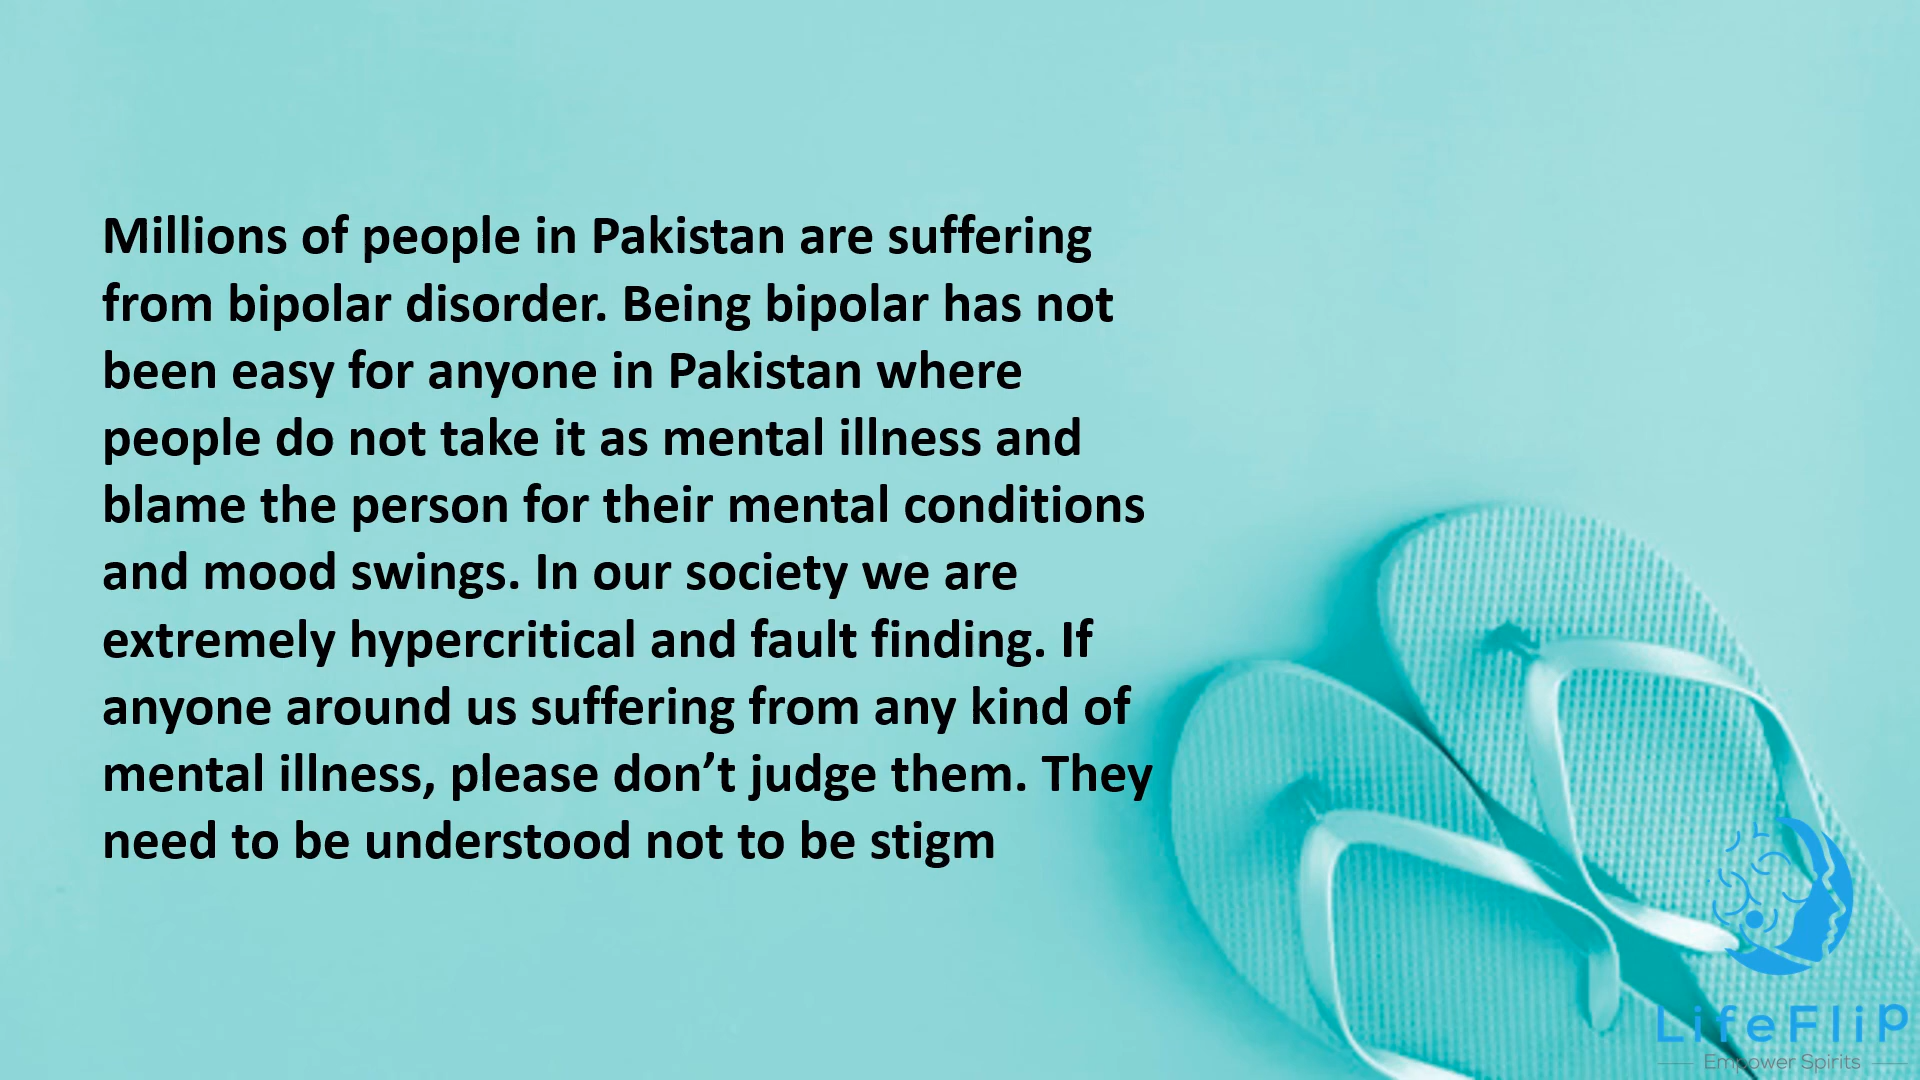 Millions of people in Pakistan are suffering
from bipolar disorder. Being bipolar has not
been easy for anyone in Pakistan where
people do not take it as mental illness and
blame the person for their mental conditions
and mood swings. In our society we are
extremely hypercritical and fault finding. If
anyone around us suffering from any kind of
mental illness, please don’t judge them. They
need to be understood not to be stigm
LifeFlip
Empower Spirits